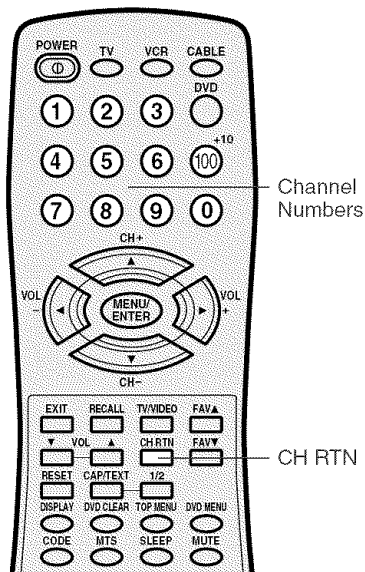 POWER TV VCR CABLE
DVD
1 2 3
+10
4 5 6 100
Channel
Numbers
7 8 9 0
CH+
VOL
−
MENU/
ENTER
VOL
+
CH−
EXIT RECALL TV/VIDEO FAV▲
▼ VOL ▲ CH RTN FAV▼
CH RTN
RESET CAP/TEXT 1/2
DISPLAY DVD CLEAR TOP MENU DVD MENU
CODE MTS SLEEP MUTE